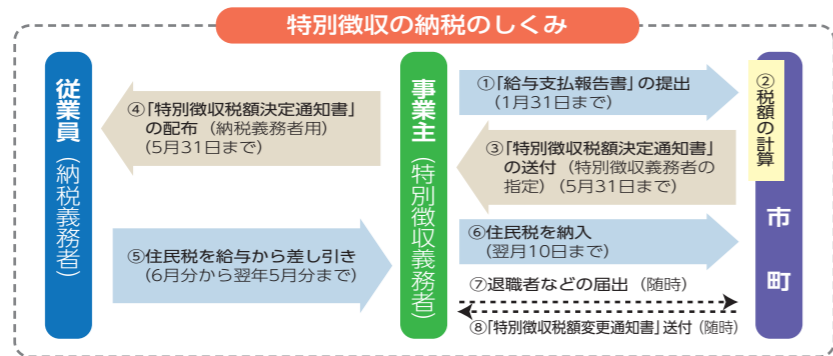 特別徴収の納税のしくみ
従業員（納税義務者）
事業主（特別徴収義務者）
市町
①「給与支払報告書」の提出
（1月31日まで）
②税額の計算
③「特別徴収税額決定通知書」
の送付（特別徴収義務者の
指定）（5月31日まで）
④「特別徴収税額決定通知書」
の配布（納税義務者用）
（5月31日まで）
⑤住民税を給与から差し引き
（6月分から翌年5月分まで）
⑥住民税を納入
（翌月10日まで）
⑦退職者などの届出（随時）
⑧「特別徴収税額変更通知書」送付（随時）